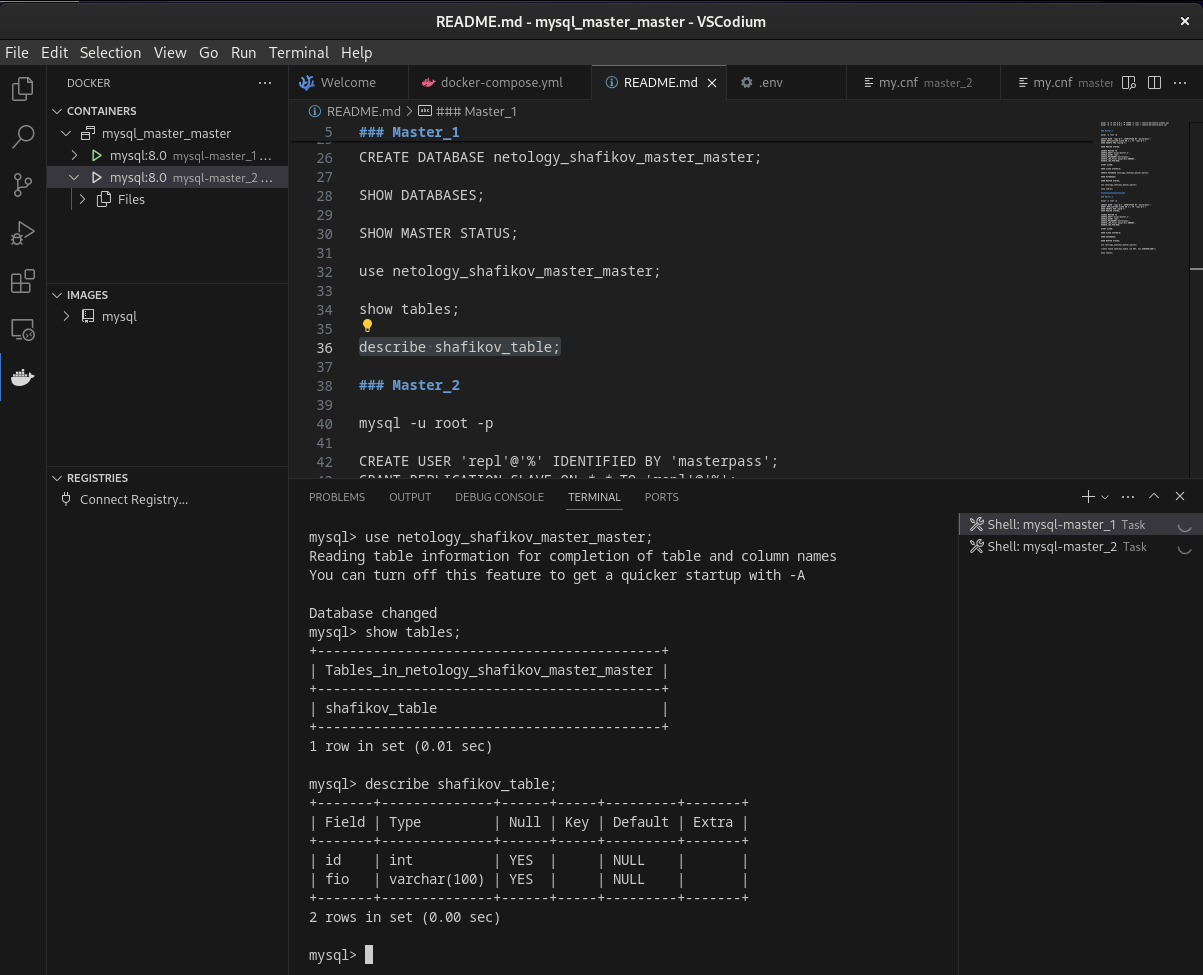 README.md - mysql_master_master - VSCodium
File Edit Selection View Go Run Terminal Help
DOCKER
CONTAINERS
mysql_master_master
mysql:8.0 mysql-master_1 ...
mysql:8.0 mysql-master_2 ...
Files
IMAGES
mysql
REGISTRIES
Connect Registry...
Welcome docker-compose.yml README.md .env my.cnf master_2 my.cnf master
README.md > ### Master_1
5 ### Master_1
26 CREATE DATABASE netology_shafikov_master_master;
27
28 SHOW DATABASES;
29
30 SHOW MASTER STATUS;
31
32 use netology_shafikov_master_master;
33
34 show tables;
35
36 describe shafikov_table;
37
38 ### Master_2
39
40 mysql -u root -p
41
42 CREATE USER 'repl'@'%' IDENTIFIED BY 'masterpass';
GRANT REPLICATION SLAVE ON *.* TO 'repl'@'%';
PROBLEMS OUTPUT DEBUG CONSOLE TERMINAL PORTS
mysql> use netology_shafikov_master_master;
Reading table information for completion of table and column names
You can turn off this feature to get a quicker startup with -A
Database changed
mysql> show tables;
+-------------------------------------------+
| Tables_in_netology_shafikov_master_master |
+-------------------------------------------+
| shafikov_table                            |
+-------------------------------------------+
1 row in set (0.01 sec)
mysql> describe shafikov_table;
+-------+--------------+------+-----+---------+-------+
| Field | Type         | Null | Key | Default | Extra |
+-------+--------------+------+-----+---------+-------+
| id    | int          | YES  |     | NULL    |       |
| fio   | varchar(100) | YES  |     | NULL    |       |
+-------+--------------+------+-----+---------+-------+
2 rows in set (0.00 sec)
mysql>
Shell: mysql-master_1 Task
Shell: mysql-master_2 Task